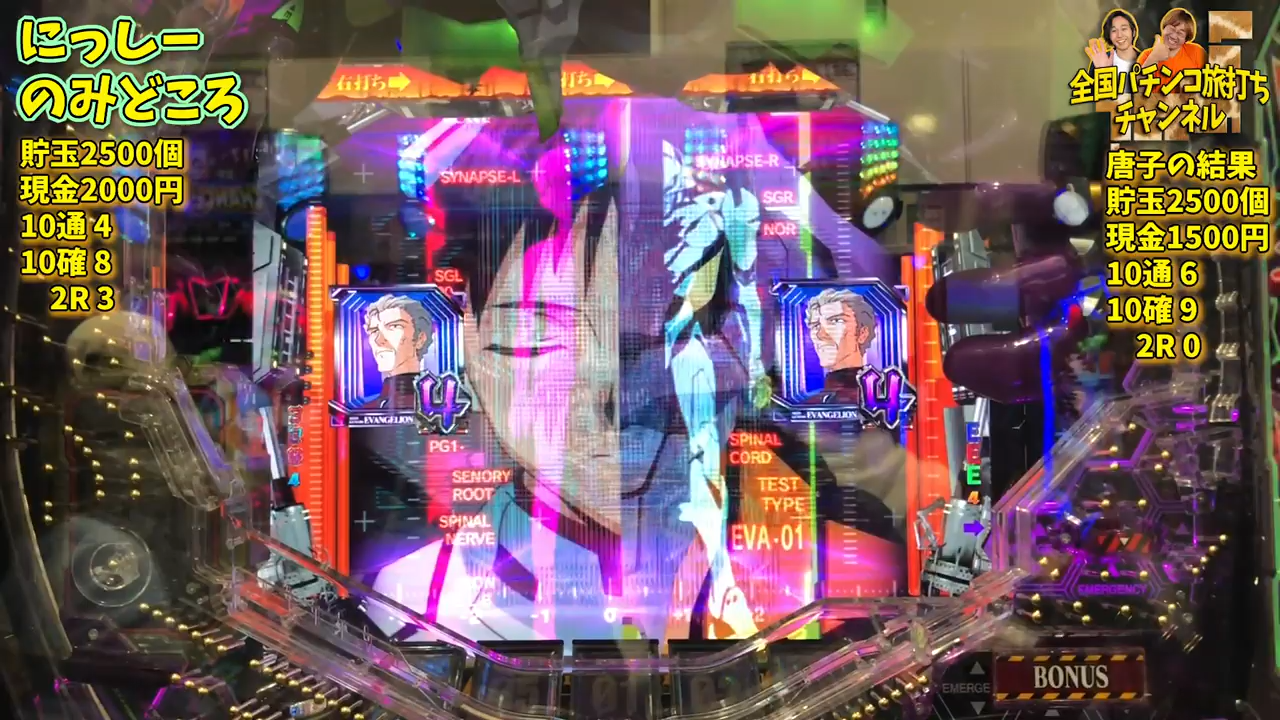 にっしー
のみどころ
貯玉2500個
現金2000円
10通4
10確8
2R 3
全国パチンコ旅打ち
チャンネル
唐子の結果
貯玉2500個
現金1500円
10通6
10確9
2R 0
右打ち
右打ち
SYNAPSE-L
SYNAPSE-R
SGR
NOR
SGL
4
EVANGELION
4
EVANGELION
PG1-
SENORY
ROOT
SPINAL
NERVE
SPINAL
CORD
TEST
TYPE
EVA-01
-1
0
EMERGENCY
EMERGE
BONUS